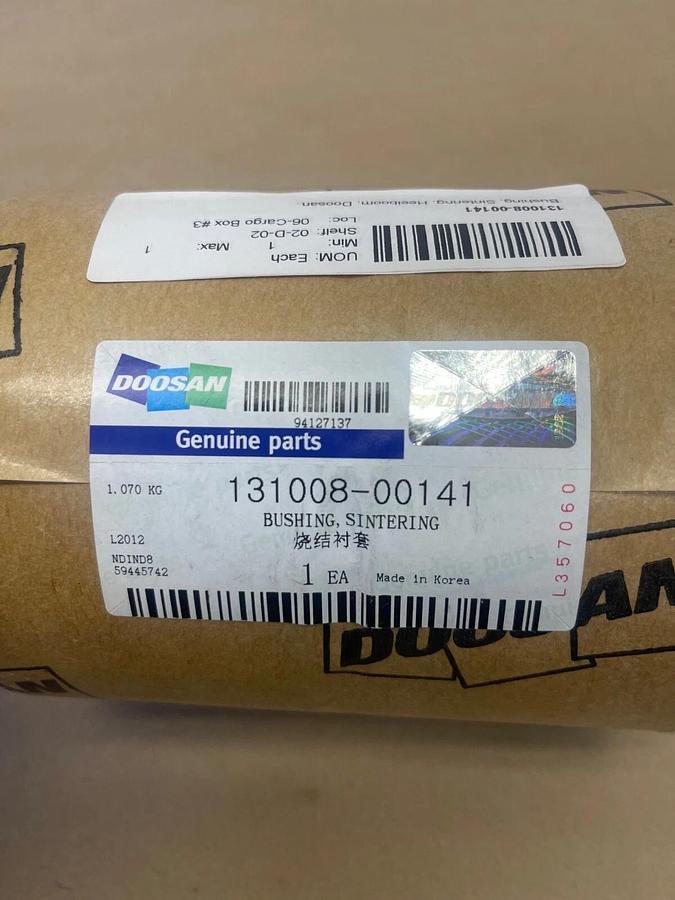 131008-00141
Bushing, Sintering, Heelboom, Doosan.
Loc: 06-Cargo Box #3
Shelf: 02-D-02
Min: 1 Max: 1
UOM: Each
DOOSAN
94127137
Genuine parts
DOOSAN
1.070 KG
131008-00141
BUSHING, SINTERING
烧结衬套
L2012
NDIND8
59445742
1 EA Made in Korea
L357060
DOOSAN